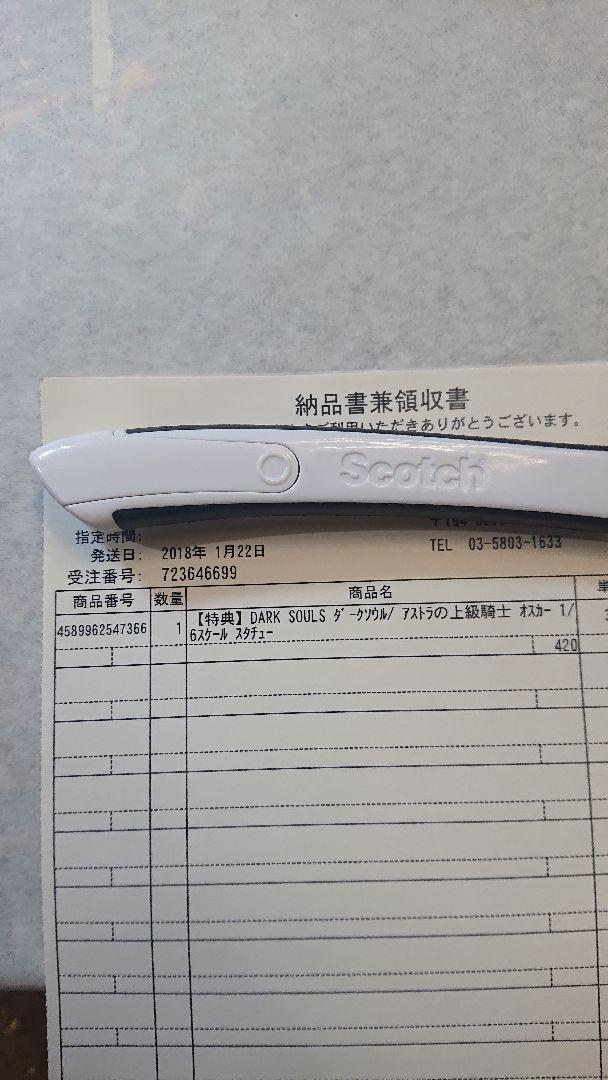 納品書兼領収書
ご利用いただきありがとうございます。
Scotch
指定時間:
発送日: 2018年 1月22日
TEL 03-5803-1633
受注番号: 723646699
商品番号 数量 商品名
4589962547366 1 【特典】DARK SOULS ダークソウル/ アストラの上級騎士 オスカー 1/
6スケール スタチュー
420